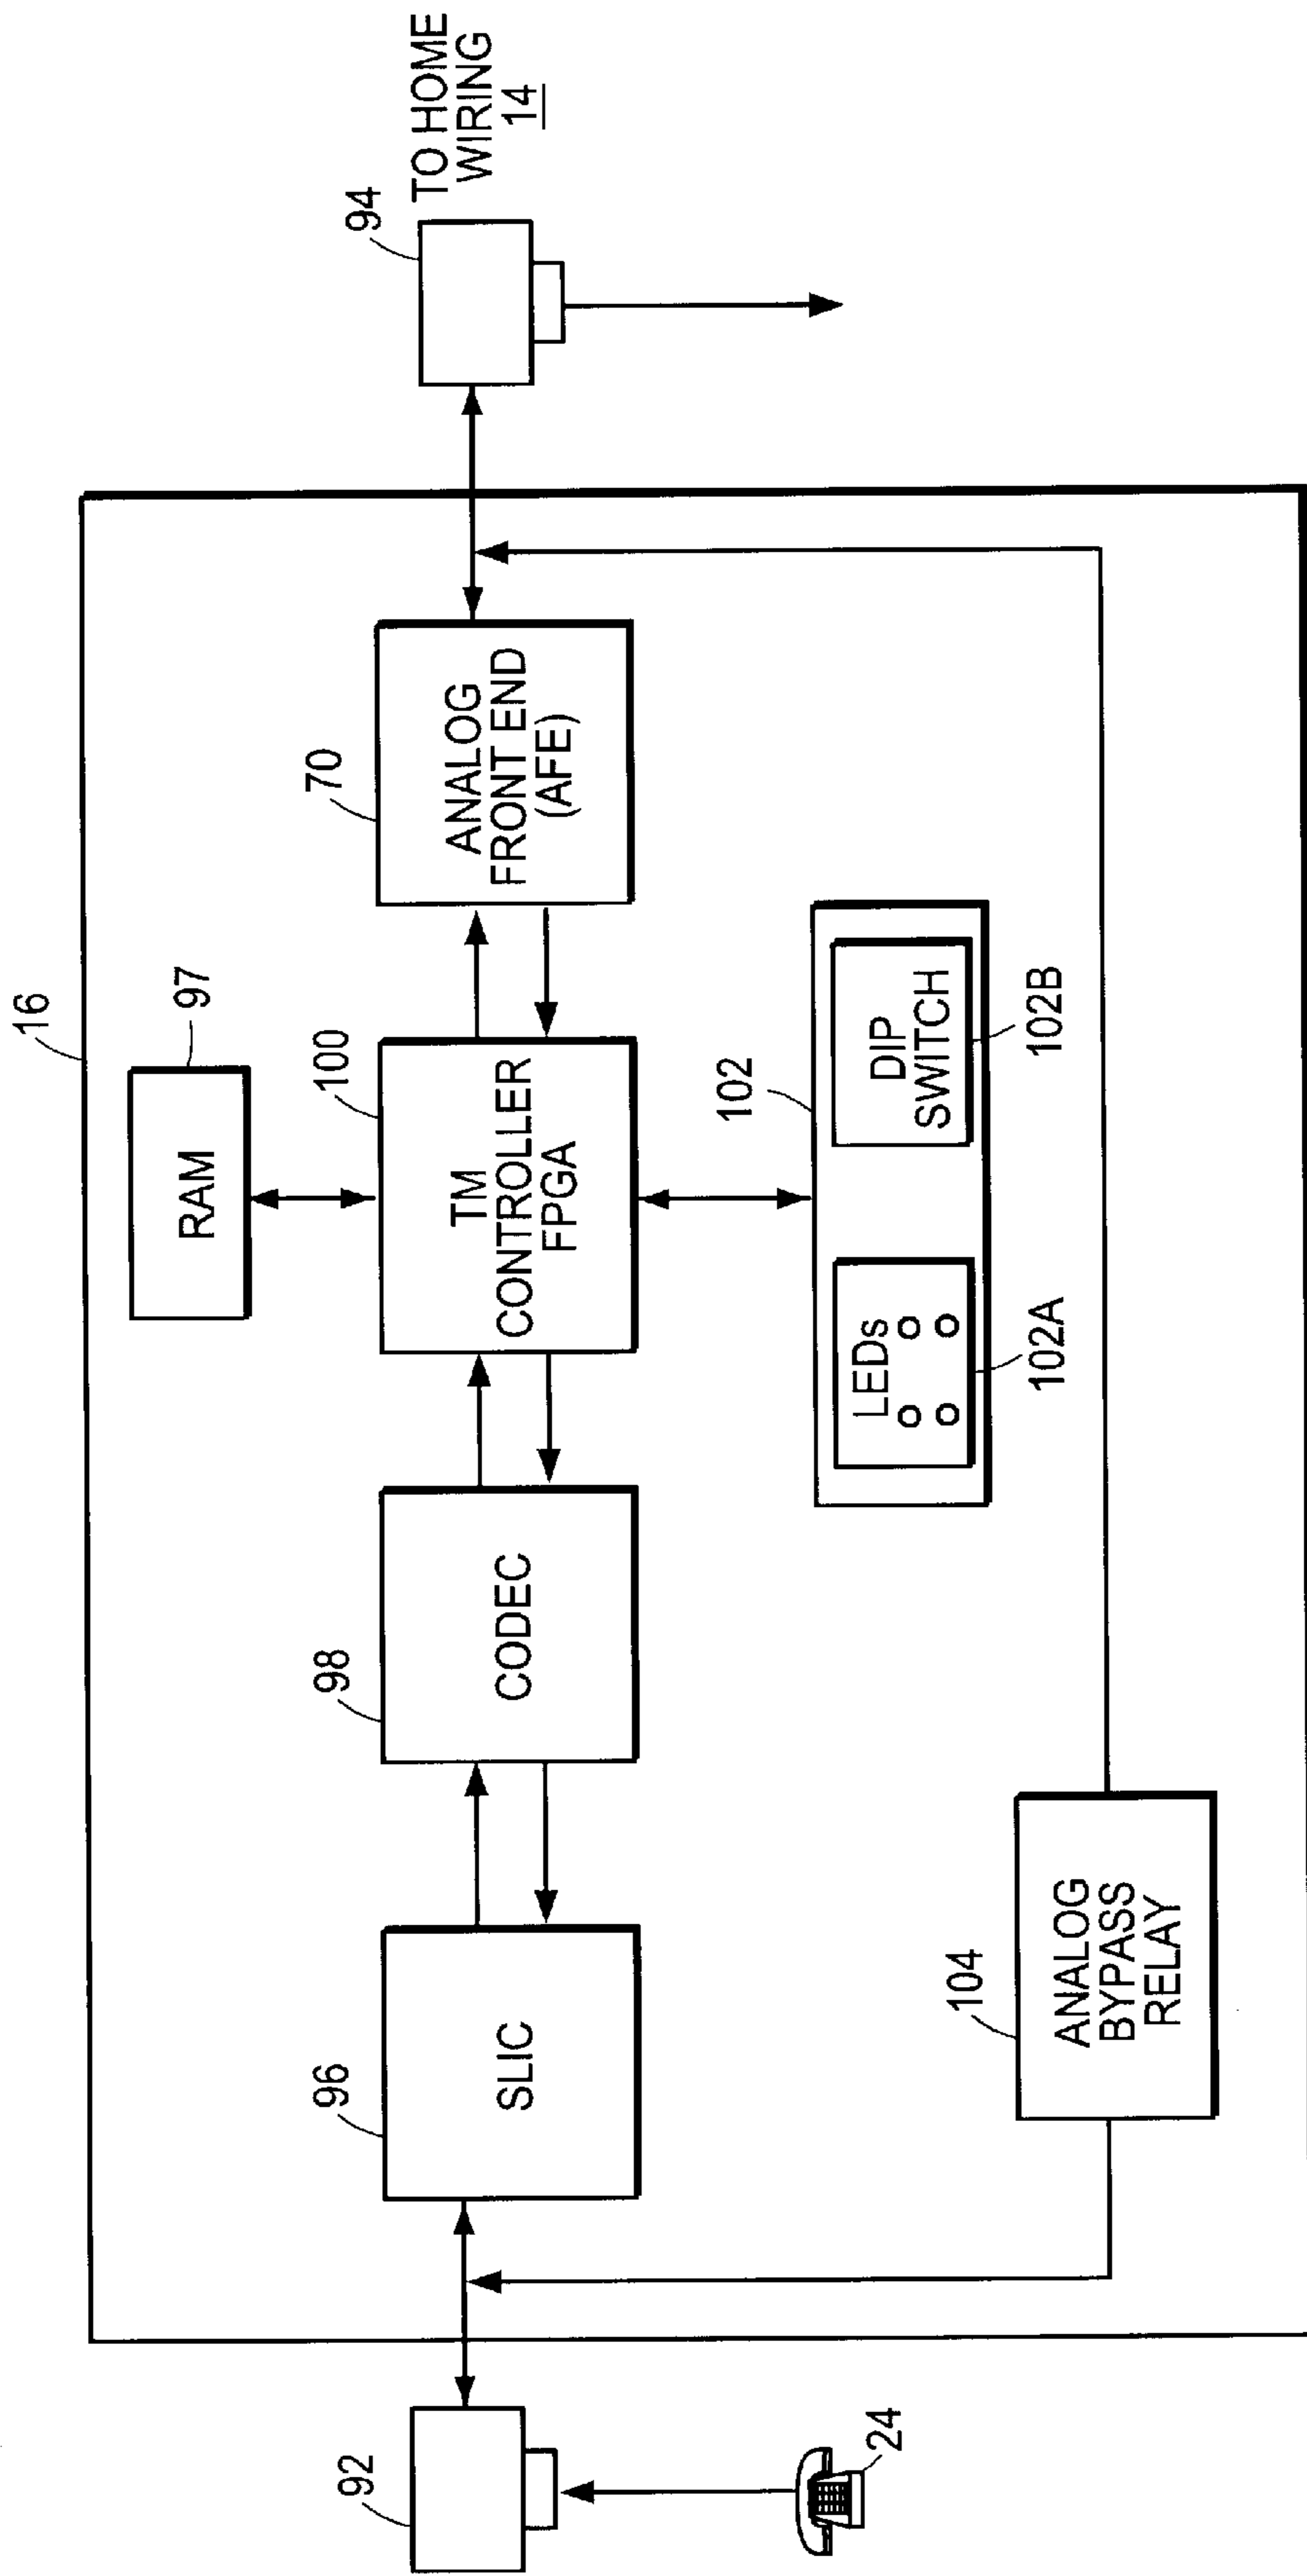 16
RAM
97
92
24
96
SLIC
98
CODEC
100
TM
CONTROLLER
FPGA
70
ANALOG
FRONT END
(AFE)
94
TO HOME
WIRING
14
102
LEDs
102A
DIP
SWITCH
102B
104
ANALOG
BYPASS
RELAY